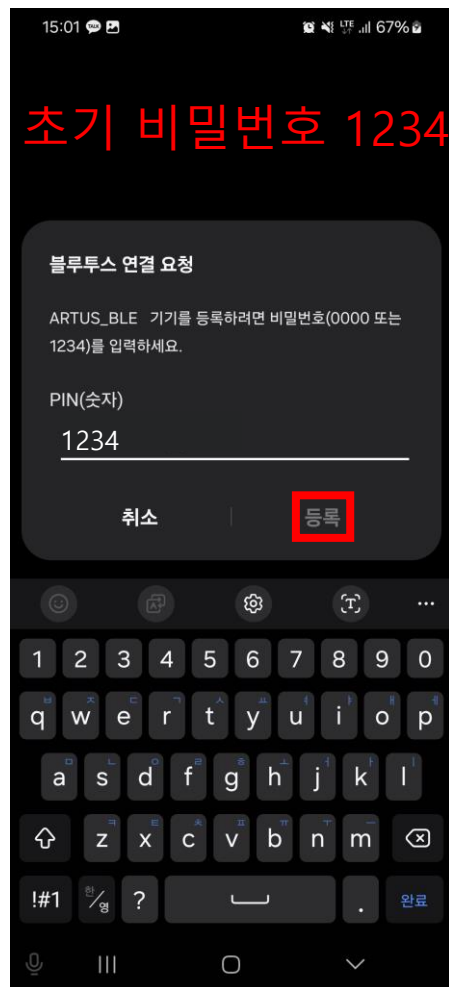 15:01
LTE 67%
초기 비밀번호 1234
블루투스 연결 요청
ARTUS_BLE 기기를 등록하려면 비밀번호(0000 또는
1234)를 입력하세요.
PIN(숫자)
1234
취소 등록
T ...
1 2 3 4 5 6 7 8 9 0
ㅂ ㅈ ㄷ ㄱ ㅅ ㅛ ㅕ ㅑ ㅐ ㅔ
q w e r t y u i o p
ㅁ ㄴ ㅇ ㄹ ㅎ ㅗ ㅓ ㅏ ㅣ
a s d f g h j k l
ㅋ ㅌ ㅊ ㅍ ㅠ ㅜ ㅡ
z x c v b n m
!#1 한/영 ? . 완료